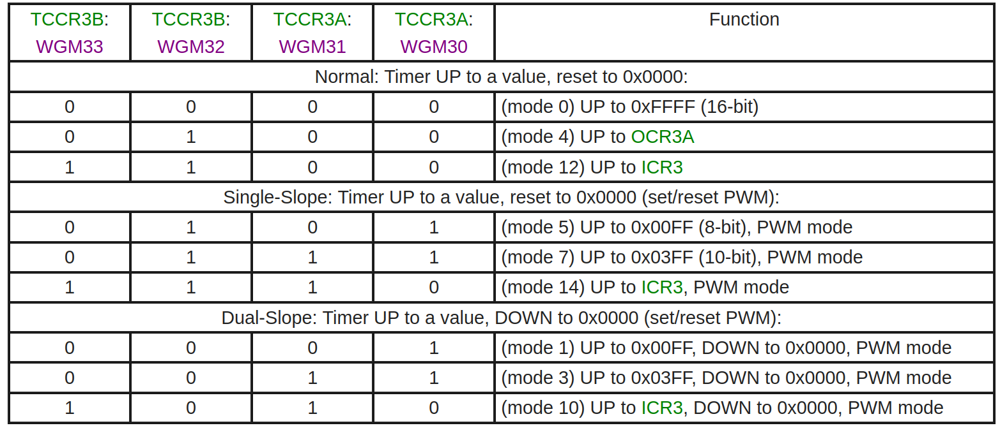 TCCR3B: TCCR3B: TCCR3A: TCCR3A: Function
WGM33 WGM32 WGM31 WGM30
Normal: Timer UP to a value, reset to 0x0000:
0 0 0 0 (mode 0) UP to 0xFFFF (16-bit)
0 1 0 0 (mode 4) UP to OCR3A
1 1 0 0 (mode 12) UP to ICR3
Single-Slope: Timer UP to a value, reset to 0x0000 (set/reset PWM):
0 1 0 1 (mode 5) UP to 0x00FF (8-bit), PWM mode
0 1 1 1 (mode 7) UP to 0x03FF (10-bit), PWM mode
1 1 1 0 (mode 14) UP to ICR3, PWM mode
Dual-Slope: Timer UP to a value, DOWN to 0x0000 (set/reset PWM):
0 0 0 1 (mode 1) UP to 0x00FF, DOWN to 0x0000, PWM mode
0 0 1 1 (mode 3) UP to 0x03FF, DOWN to 0x0000, PWM mode
1 0 1 0 (mode 10) UP to ICR3, DOWN to 0x0000, PWM mode